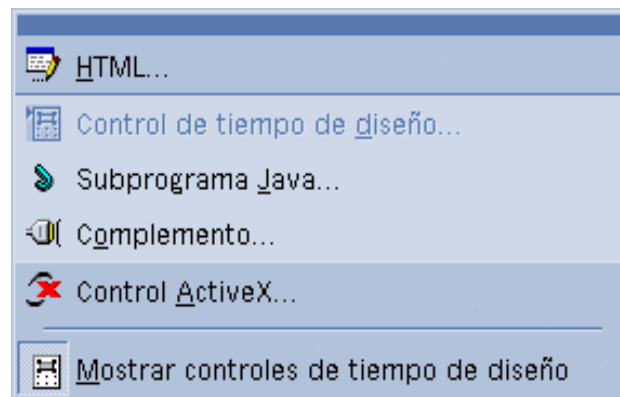 HTML...
Control de tiempo de diseño...
Subprograma Java...
Complemento...
Control ActiveX...
Mostrar controles de tiempo de diseño